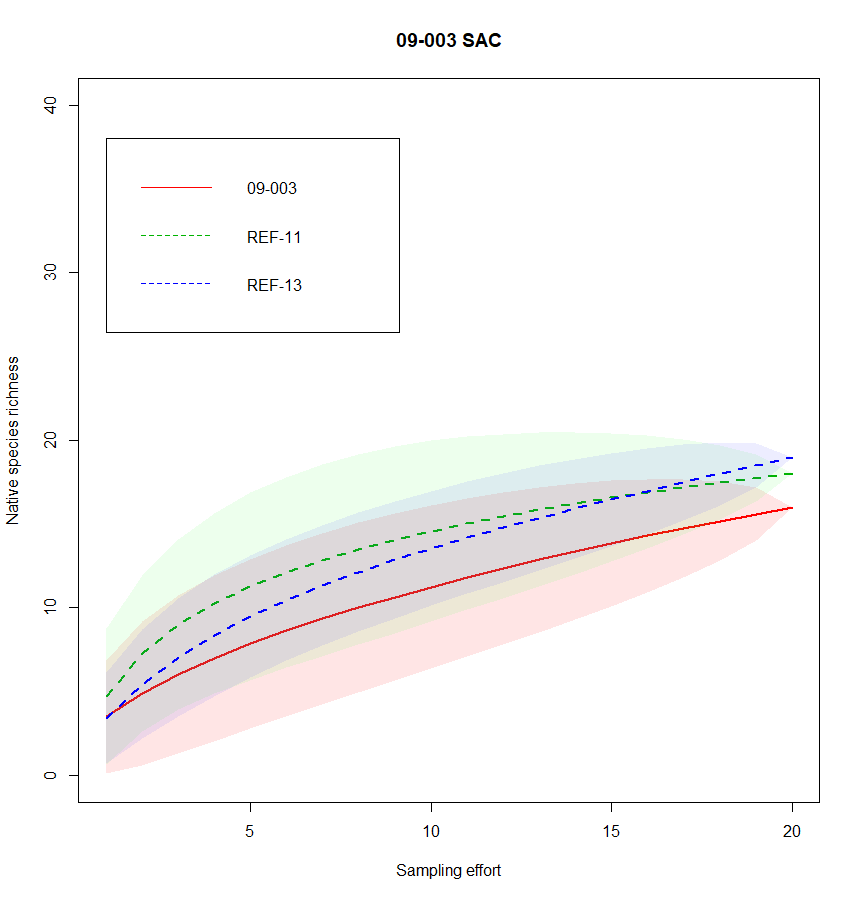 09-003 SAC
40
30
20
10
0
Native species richness
09-003
REF-11
REF-13
5 10 15 20
Sampling effort